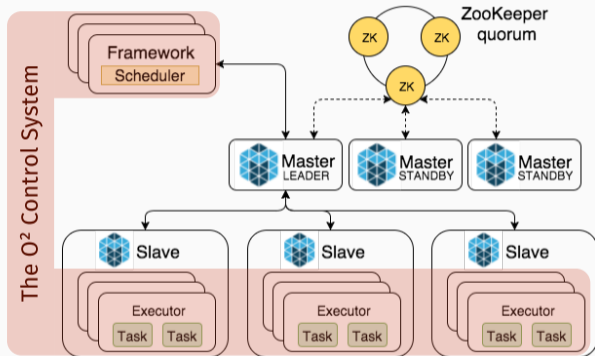 The O² Control System
Framework
Scheduler
ZooKeeper
quorum
ZK
ZK
ZK
Master
LEADER
Master
STANDBY
Master
STANDBY
Slave
Slave
Slave
Executor
Task Task
Executor
Task Task
Executor
Task Task